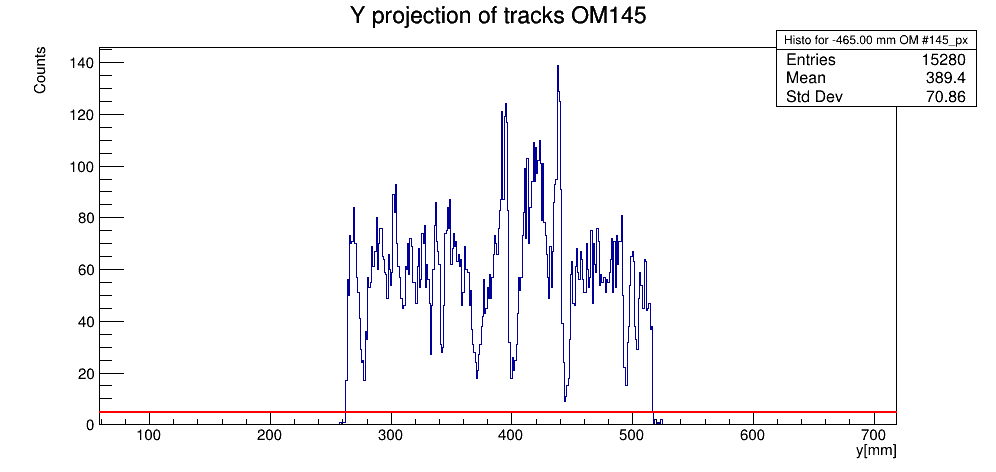 Y projection of tracks OM145
Counts
Histo for -465.00 mm OM #145_px
Entries 15280
Mean 389.4
Std Dev 70.86
140
120
100
80
60
40
20
0
100 200 300 400 500 600 700
y[mm]